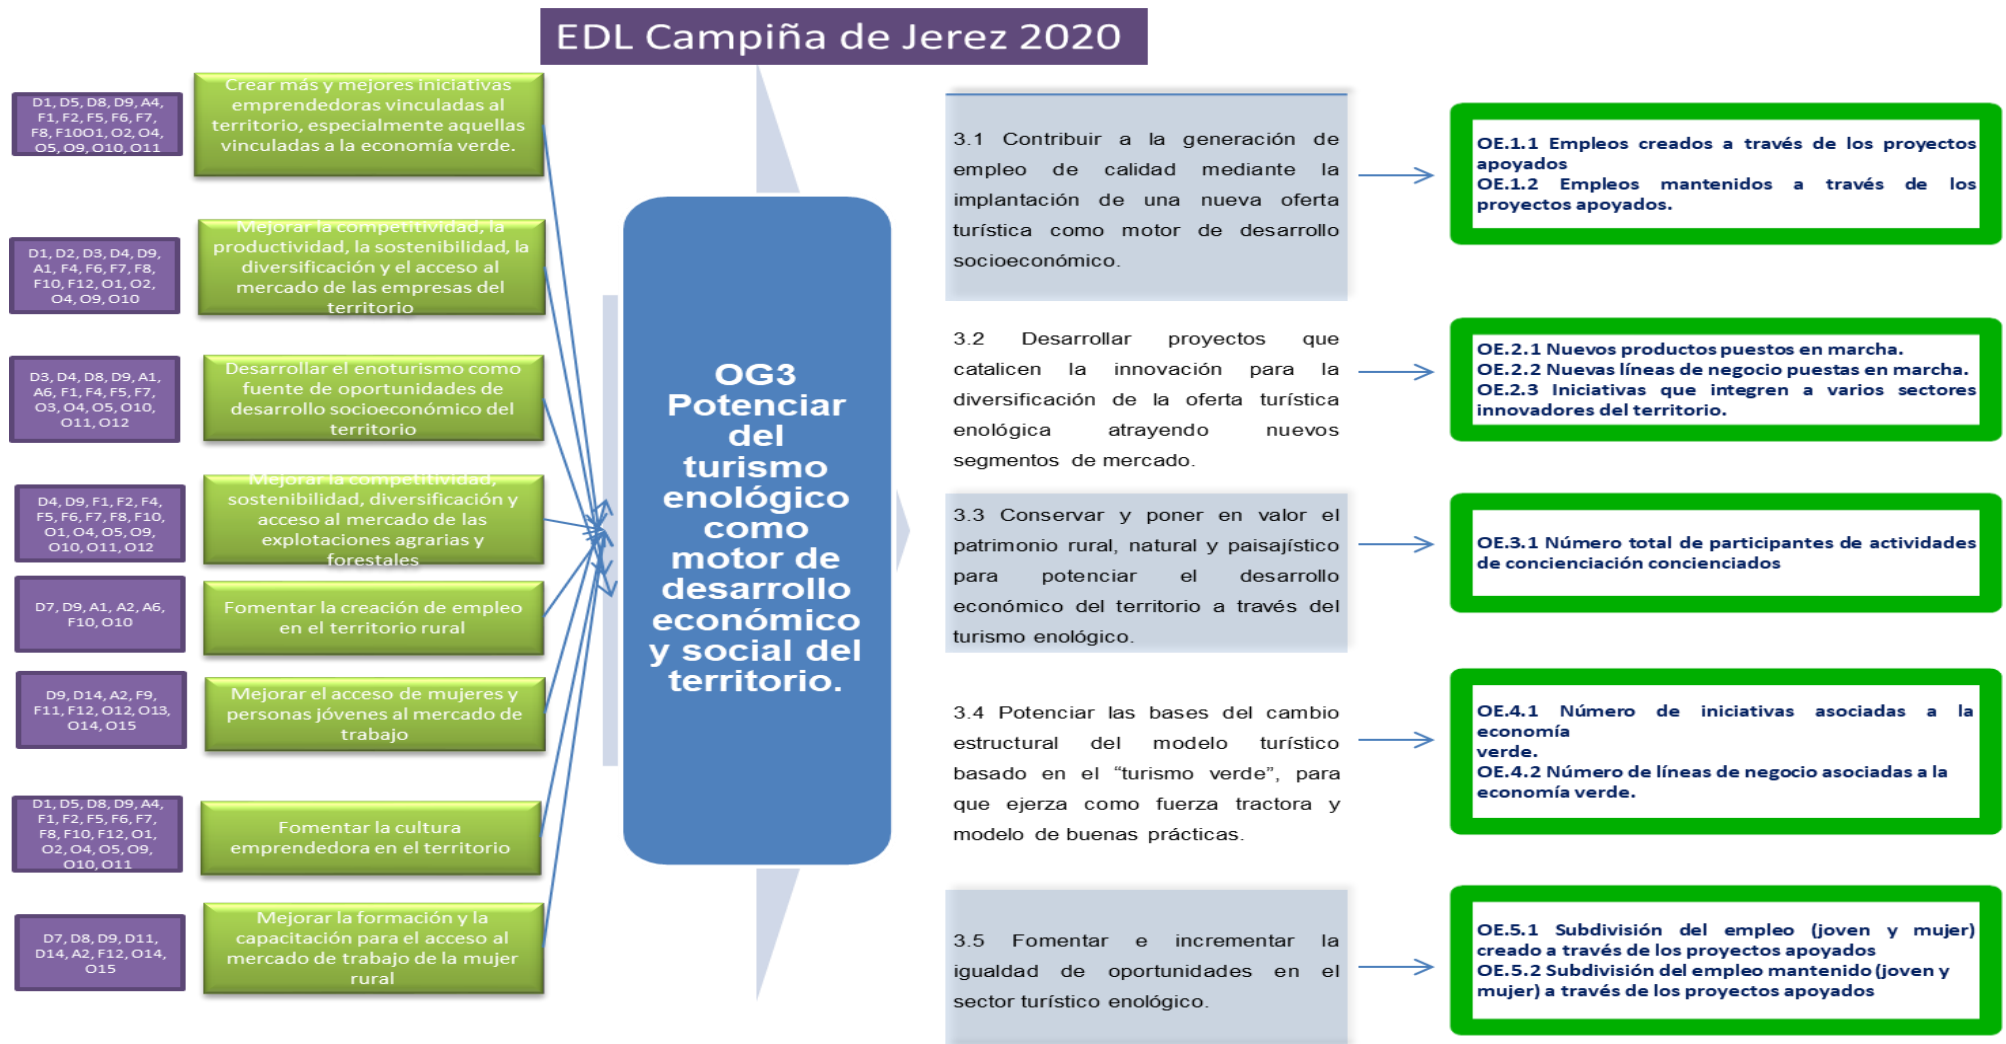 EDL Campiña de Jerez 2020
D1, D5, D8, D9, A4,
F1, F2, F5, F6, F7,
F8, F10O1, O2, O4,
O5, O9, O10, O11
Crear más y mejores iniciativas
emprendedoras vinculadas al
territorio, especialmente aquellas
vinculadas a la economía verde.
D1, D2, D3, D4, D9,
A1, F4, F6, F7, F8,
F10, F12, O1, O2,
O4, O9, O10
Mejorar la competitividad, la
productividad, la sostenibilidad, la
diversificación y el acceso al
mercado de las empresas del
territorio
D3, D4, D8, D9, A1,
A6, F1, F4, F5, F7,
O3, O4, O5, O10,
O11, O12
Desarrollar el enoturismo como
fuente de oportunidades de
desarrollo socioeconómico del
territorio
D4, D9, F1, F2, F4,
F5, F6, F7, F8, F10,
O1, O4, O5, O9,
O10, O11, O12
Mejorar la competitividad,
sostenibilidad, diversificación y
acceso al mercado de las
explotaciones agrarias y
forestales
D7, D9, A1, A2, A6,
F10, O10
Fomentar la creación de empleo
en el territorio rural
D9, D14, A2, F9,
F11, F12, O12, O13,
O14, O15
Mejorar el acceso de mujeres y
personas jóvenes al mercado de
trabajo
D1, D5, D8, D9, A4,
F1, F2, F5, F6, F7,
F8, F10, F12, O1,
O2, O4, O5, O9,
O10, O11
Fomentar la cultura
emprendedora en el territorio
D7, D8, D9, D11,
D14, A2, F12, O14,
O15
Mejorar la formación y la
capacitación para el acceso al
mercado de trabajo de la mujer
rural
OG3
Potenciar
del
turismo
enológico
como
motor de
desarrollo
económico
y social del
territorio.
3.1 Contribuir a la generación de
empleo de calidad mediante la
implantación de una nueva oferta
turística como motor de desarrollo
socioeconómico.
OE.1.1 Empleos creados a través de los proyectos
apoyados
OE.1.2 Empleos mantenidos a través de los
proyectos apoyados.
3.2 Desarrollar proyectos que
catalicen la innovación para la
diversificación de la oferta turística
enológica atrayendo nuevos
segmentos de mercado.
OE.2.1 Nuevos productos puestos en marcha.
OE.2.2 Nuevas líneas de negocio puestas en marcha.
OE.2.3 Iniciativas que integren a varios sectores
innovadores del territorio.
3.3 Conservar y poner en valor el
patrimonio rural, natural y paisajístico
para potenciar el desarrollo
económico del territorio a través del
turismo enológico.
OE.3.1 Número total de participantes de actividades
de concienciación concienciados
3.4 Potenciar las bases del cambio
estructural del modelo turístico
basado en el “turismo verde”, para
que ejerza como fuerza tractora y
modelo de buenas prácticas.
OE.4.1 Número de iniciativas asociadas a la
economía
verde.
OE.4.2 Número de líneas de negocio asociadas a la
economía verde.
3.5 Fomentar e incrementar la
igualdad de oportunidades en el
sector turístico enológico.
OE.5.1 Subdivisión del empleo (joven y mujer)
creado a través de los proyectos apoyados
OE.5.2 Subdivisión del empleo mantenido (joven y
mujer) a través de los proyectos apoyados